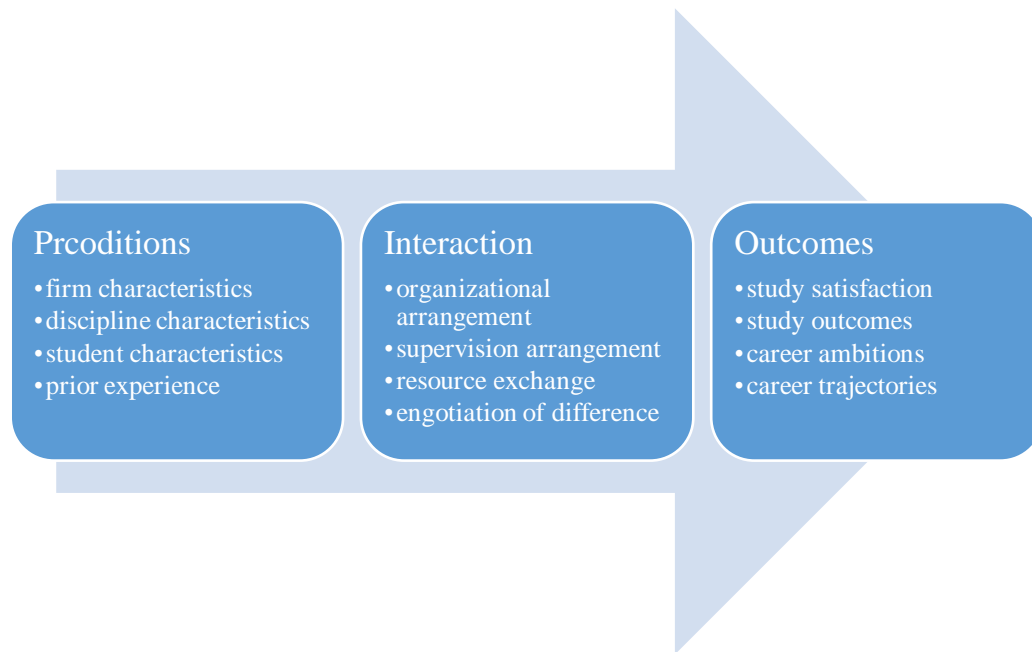 Prcoditions
•firm characteristics
•discipline characteristics
•student characteristics
•prior experience
Interaction
•organizational
arrangement
•supervision arrangement
•resource exchange
•engotiation of difference
Outcomes
•study satisfaction
•study outcomes
•career ambitions
•career trajectories